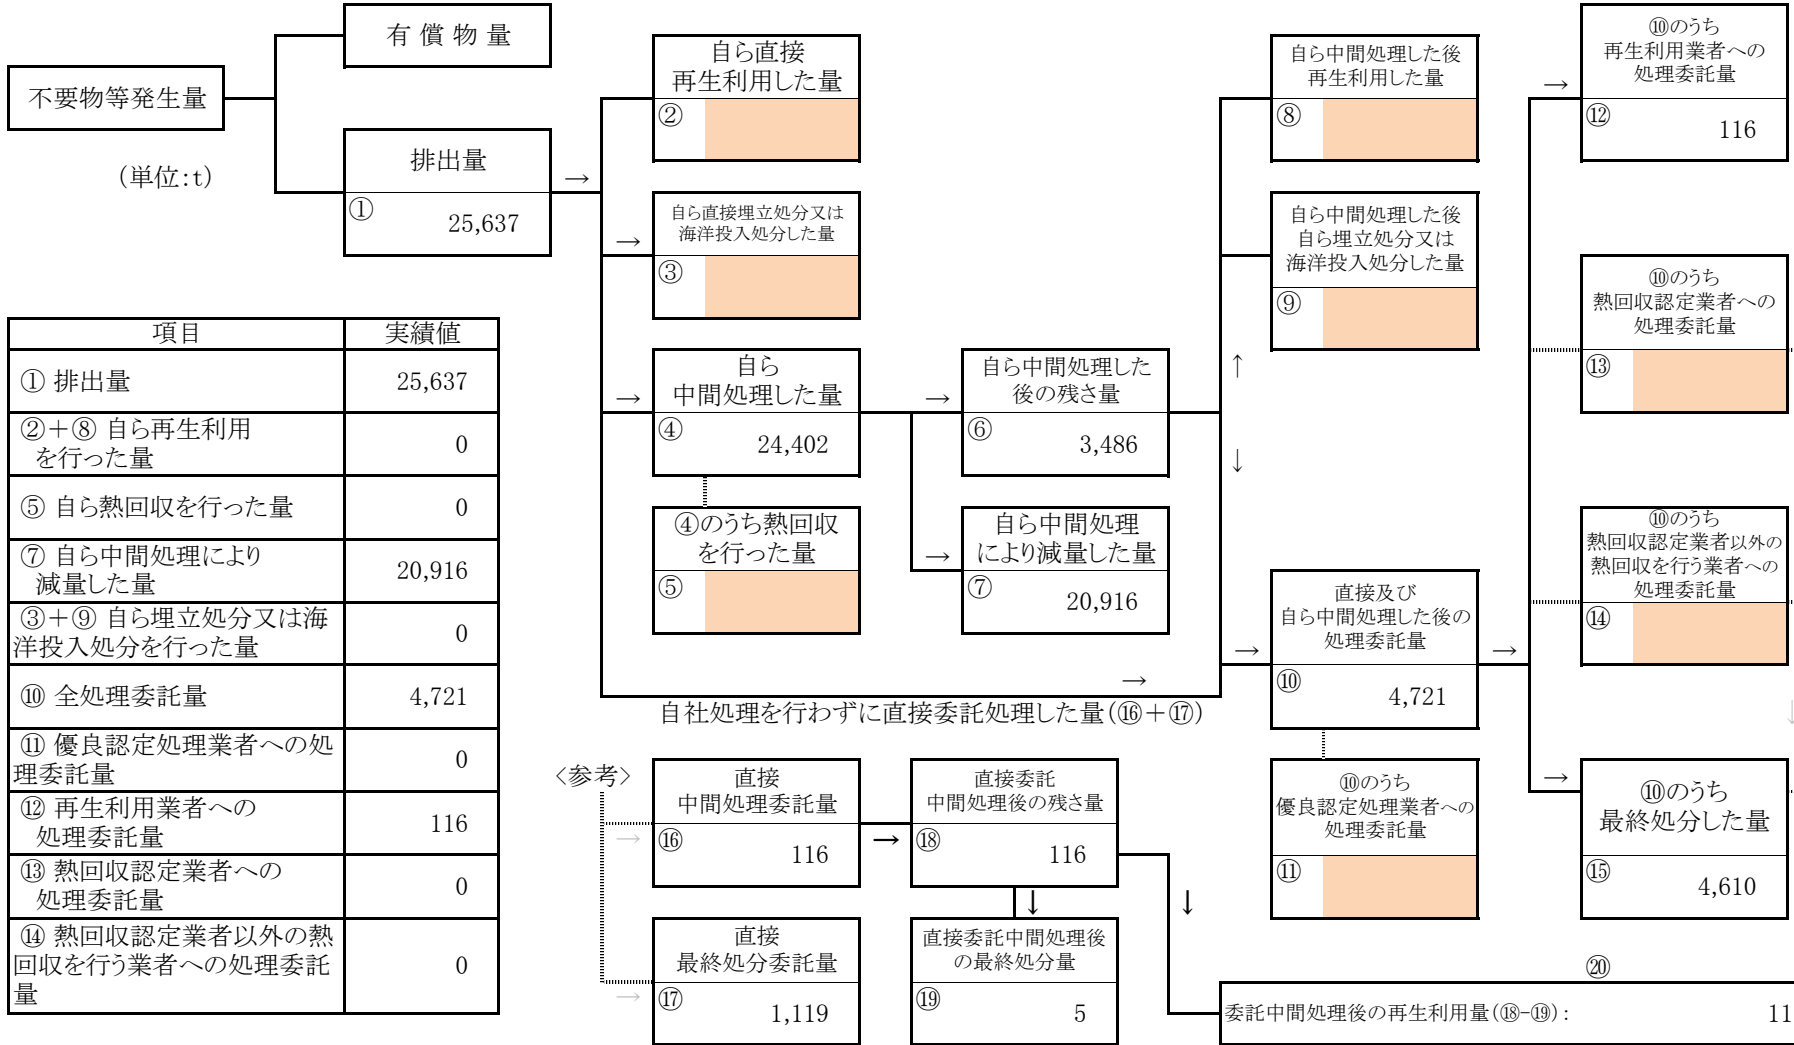 不要物等発生量
(単位:t)
有償物量
排出量
① 25,637
→
自ら直接
再生利用した量
②
→
自ら直接埋立処分又は
海洋投入処分した量
③
→
自ら
中間処理した量
④ 24,402
④のうち熱回収
を行った量
⑤
→
自ら中間処理した
後の残さ量
⑥ 3,486
→
自ら中間処理
により減量した量
⑦ 20,916
↑
↓
自ら中間処理した後
再生利用した量
⑧
自ら中間処理した後
自ら埋立処分又は
海洋投入処分した量
⑨
→
直接及び
自ら中間処理した後の
処理委託量
⑩ 4,721
→
⑩のうち
優良認定処理業者への
処理委託量
⑪
→
⑩のうち
再生利用業者への
処理委託量
⑫ 116
⑩のうち
熱回収認定業者への
処理委託量
⑬
⑩のうち
熱回収認定業者以外の
熱回収を行う業者への
処理委託量
⑭
↓
→
⑩のうち
最終処分した量
⑮ 4,610
→
自社処理を行わずに直接委託処理した量(⑯+⑰)
<参考>
→
直接
中間処理委託量
⑯ 116
→
直接委託
中間処理後の残さ量
⑱ 116
↓
↓
→
直接
最終処分委託量
⑰ 1,119
直接委託中間処理後
の最終処分量
⑲ 5
⑳
委託中間処理後の再生利用量(⑱-⑲): 11
項目 実績値
① 排出量 25,637
②+⑧ 自ら再生利用
を行った量 0
⑤ 自ら熱回収を行った量 0
⑦ 自ら中間処理により
減量した量 20,916
③+⑨ 自ら埋立処分又は海
洋投入処分を行った量 0
⑩ 全処理委託量 4,721
⑪ 優良認定処理業者への処
理委託量 0
⑫ 再生利用業者への
処理委託量 116
⑬ 熱回収認定業者への
処理委託量 0
⑭ 熱回収認定業者以外の熱
回収を行う業者への処理委託
量 0